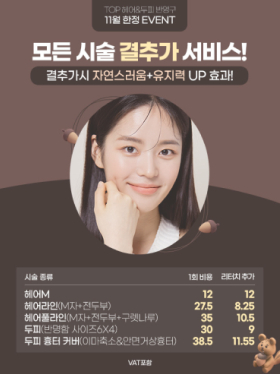 TOP 헤어&두피 반영구
11월 한정 EVENT
모든 시술 결추가 서비스!
결추가시 자연스러움+유지력 UP 효과!
시술 종류 1회 비용 리터치 추가
헤어M 12 12
헤어라인(M자+전두부) 27.5 8.25
헤어풀라인(M자+전두부+구렛나루) 35 10.5
두피(반명함 사이즈6X4) 30 9
두피 흉터 커버(이마축소&안면거상흉터) 38.5 11.55
VAT포함